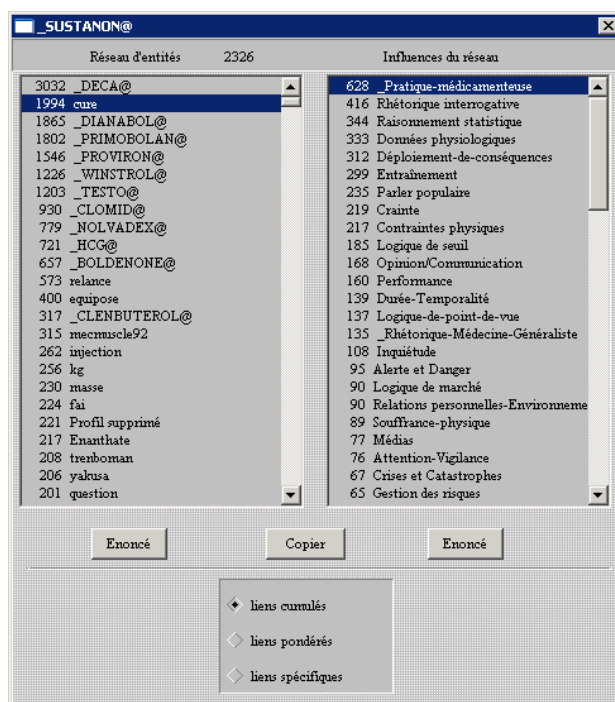 _SUSTANON@
Réseau d'entités 2326 Influences du réseau
3032 _DECA@
1994 cure
1865 _DIANABOL@
1802 _PRIMOBOLAN@
1546 _PROVIRON@
1226 _WINSTROL@
1203 _TESTO@
930 _CLOMID@
779 _NOLVADEX@
721 _HCG@
657 _BOLDENONE@
573 relance
400 equipose
317 _CLENBUTEROL@
315 mecmuscle92
262 injection
256 kg
230 masse
224 fai
221 Profil supprimé
217 Enanthate
208 trenboman
206 yakusa
201 question
628 _Pratique-médicamenteuse
416 Rhétorique interrogative
344 Raisonnement statistique
333 Données physiologiques
312 Déploiement-de-conséquences
299 Entraînement
235 Parler populaire
219 Crainte
217 Contraintes physiques
185 Logique de seuil
168 Opinion/Communication
160 Performance
139 Durée-Temporalité
137 Logique-de-point-de-vue
135 _Rhétorique-Médecine-Généraliste
108 Inquiétude
95 Alerte et Danger
90 Logique de marché
90 Relations personnelles-Environneme
89 Souffrance-physique
77 Médias
76 Attention-Vigilance
67 Crises et Catastrophes
65 Gestion des risques
Enoncé Copier Enoncé
liens cumulés
liens pondérés
liens spécifiques